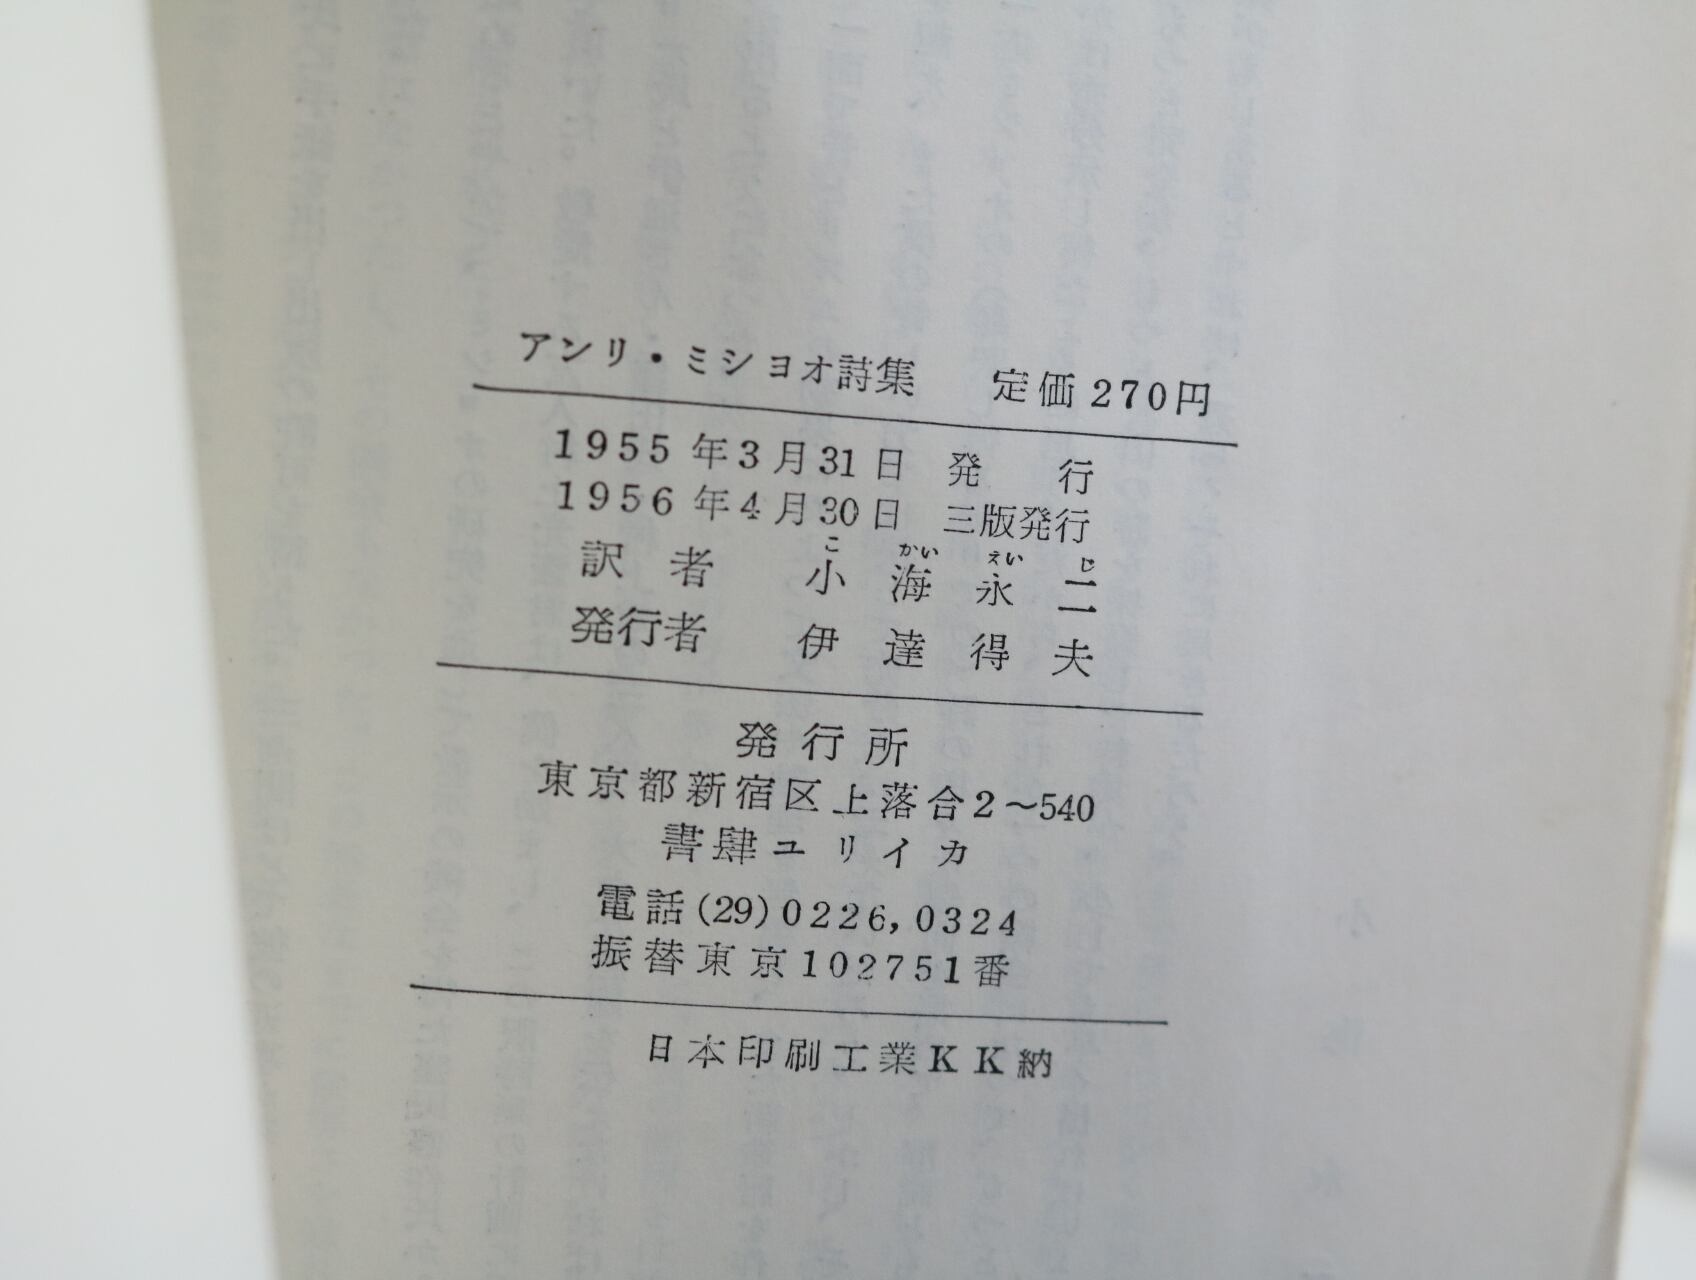 アンリ・ミシヨオ詩集　定価270円
1955年3月31日　発　行
1956年4月30日　三版発行
こ　かい　えい　じ
訳　者　小　海　永　二
発行者　伊　達　得　夫
発行所
東京都新宿区上落合2〜540
書肆ユリイカ
電話(29)0226,0324
振替東京102751番
日本印刷工業KK納